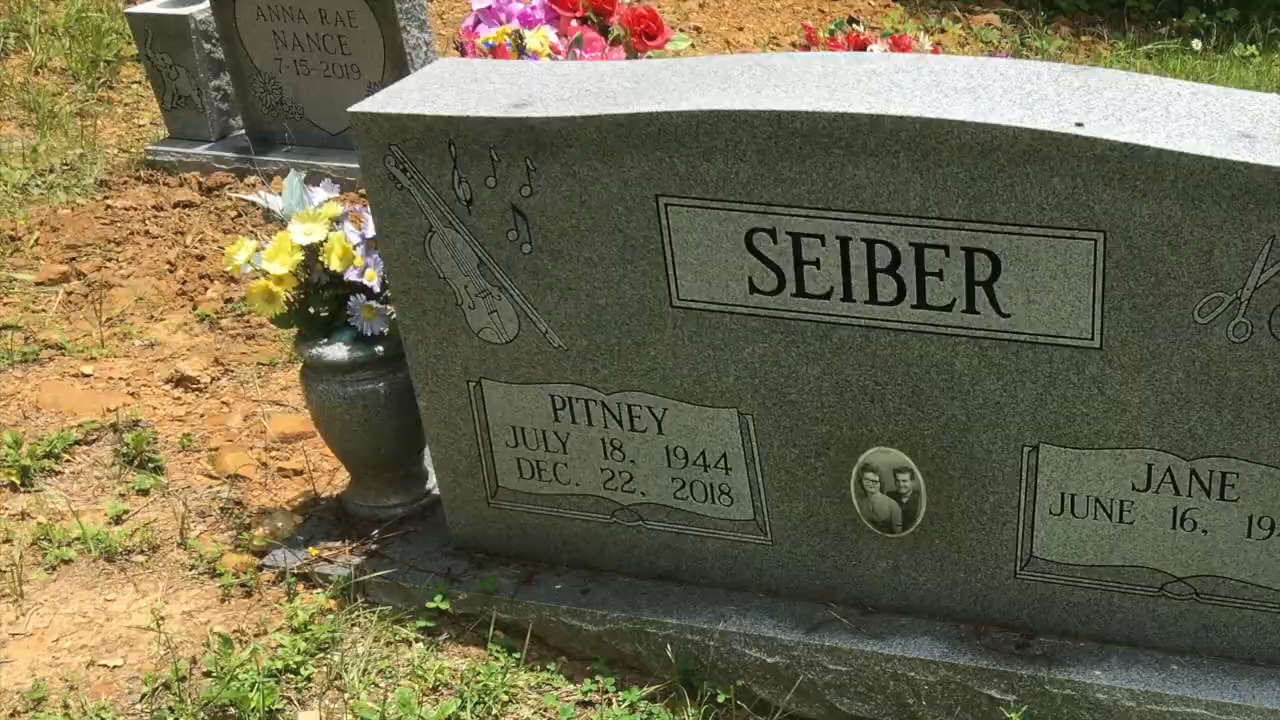 ANNA RAE
NANCE
7-15-2019
SEIBER
PITNEY
JULY 18, 1944
DEC. 22, 2018
JANE
JUNE 16,